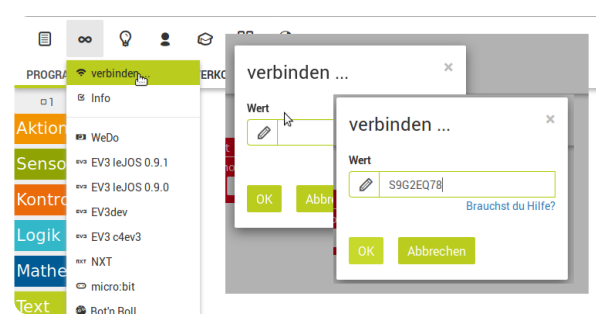 PROGRA
ERKO
verbinden ...
Info
WeDo
EV3 leJOS 0.9.1
EV3 leJOS 0.9.0
EV3dev
EV3 c4ev3
NXT
micro:bit
Bot'n Roll
1
Aktion
Senso
Kontro
Logik
Mathe
Text
verbinden ...
×
Wert
OK
Abbre
verbinden ...
×
Wert
S9G2EQ78
Brauchst du Hilfe?
OK
Abbrechen